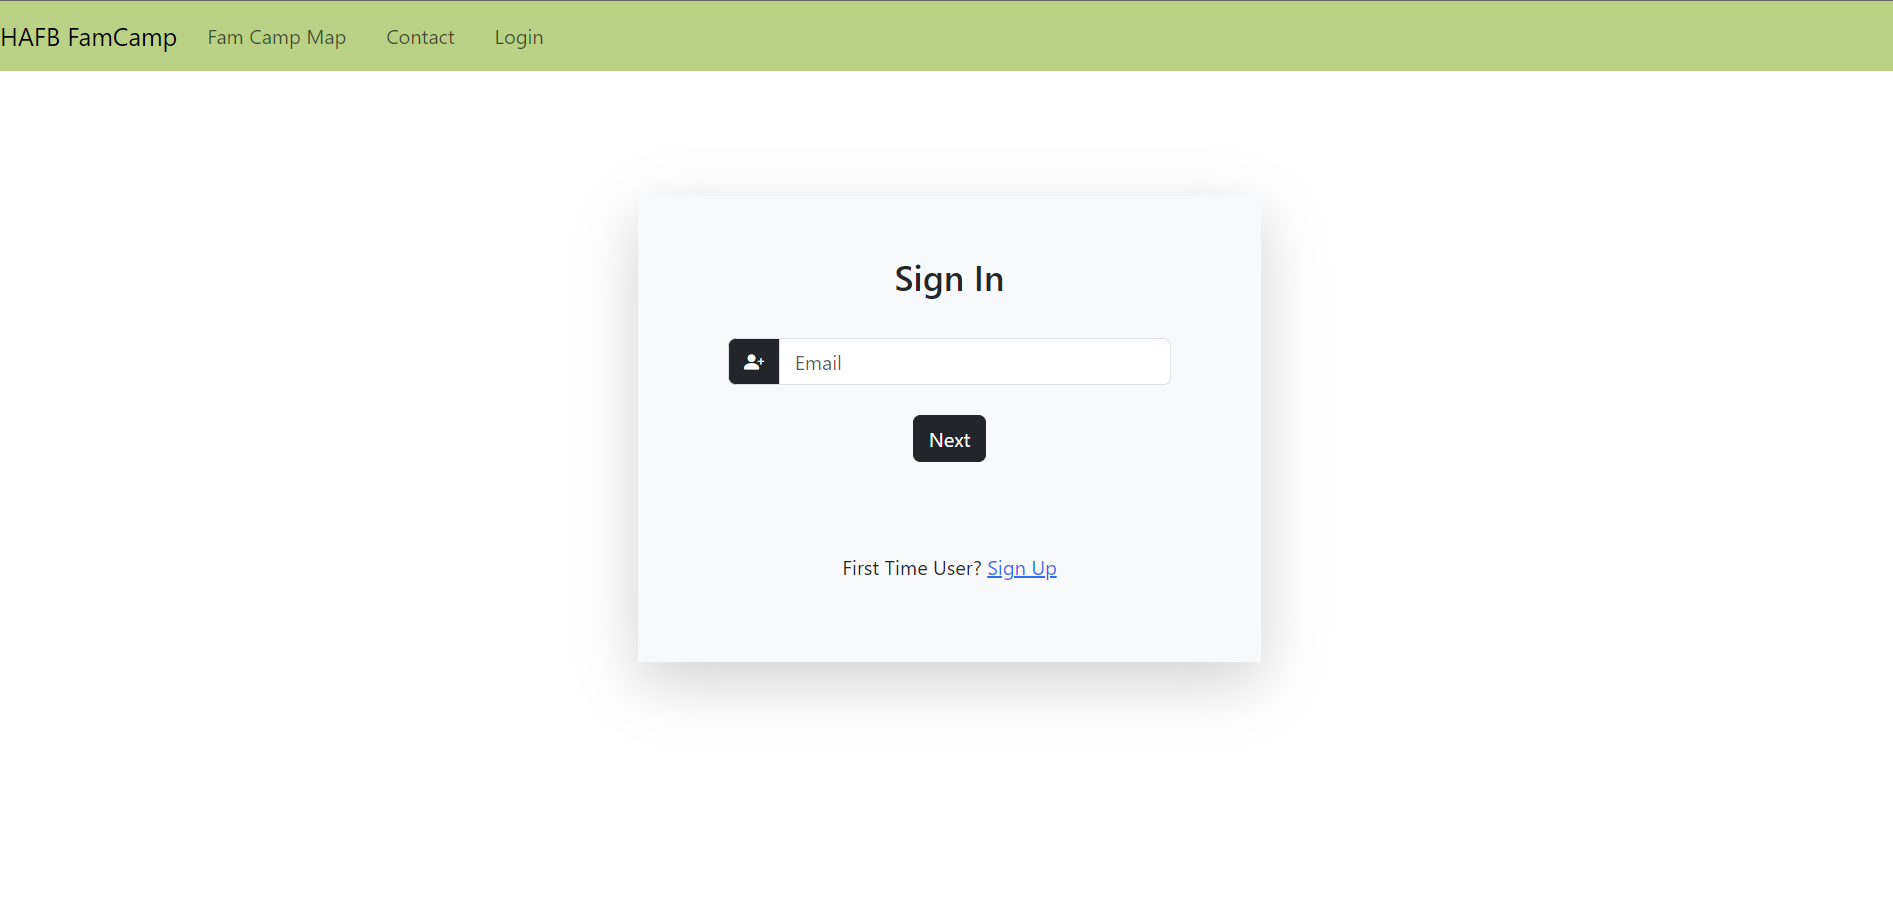 HAFB FamCamp Fam Camp Map Contact Login
Sign In
Email
Next
First Time User? Sign Up